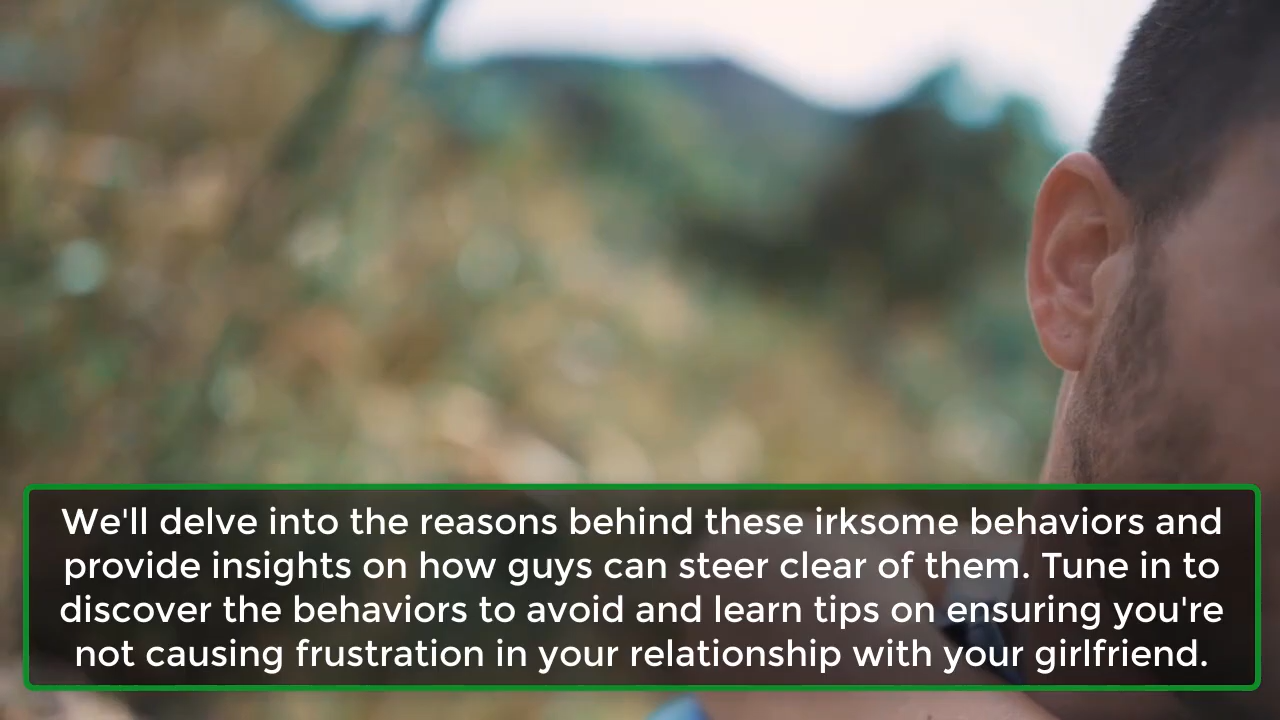 We'll delve into the reasons behind these irksome behaviors and
provide insights on how guys can steer clear of them. Tune in to
discover the behaviors to avoid and learn tips on ensuring you're
not causing frustration in your relationship with your girlfriend.